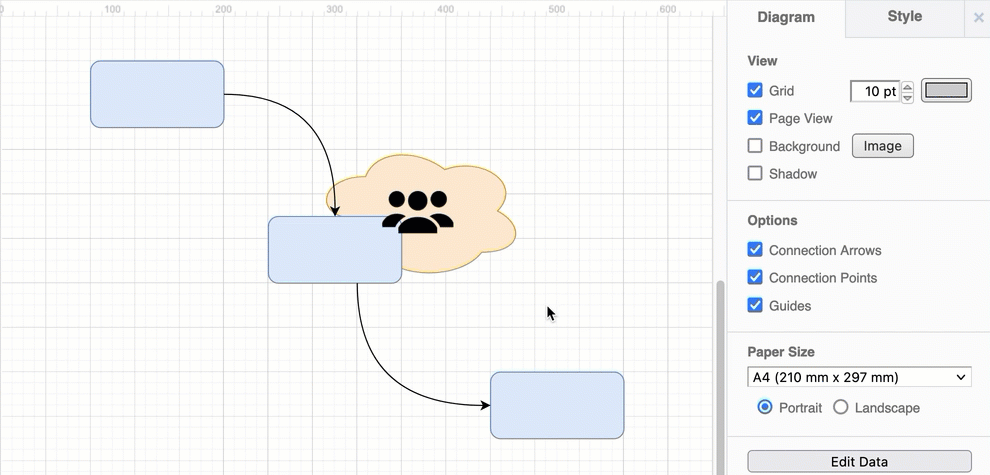 0 100 200 300 400 500 600
Diagram Style
View
Grid 10 pt
Page View
Background Image
Shadow
Options
Connection Arrows
Connection Points
Guides
Paper Size
A4 (210 mm x 297 mm)
Portrait Landscape
Edit Data